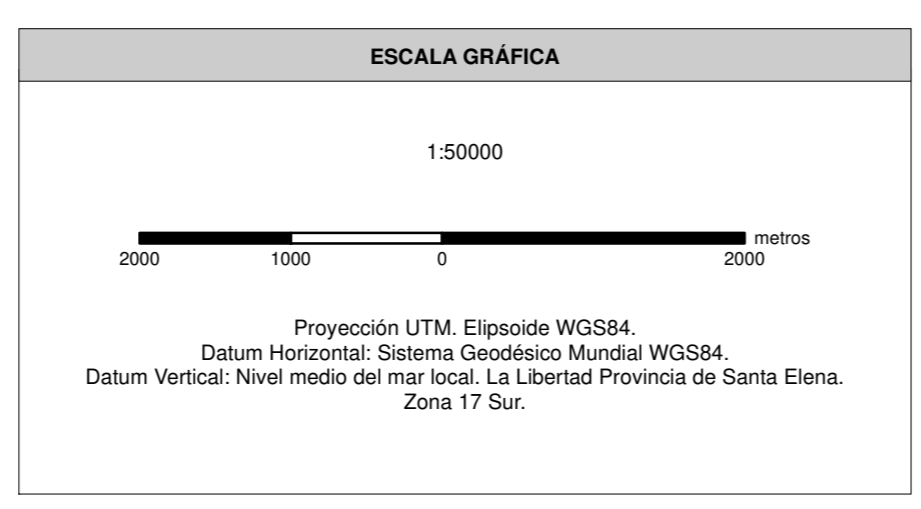 ESCALA GRÁFICA
1:50000
metros
2000 1000 0 2000
Proyección UTM. Elipsoide WGS84.
Datum Horizontal: Sistema Geodésico Mundial WGS84.
Datum Vertical: Nivel medio del mar local. La Libertad Provincia de Santa Elena.
Zona 17 Sur.